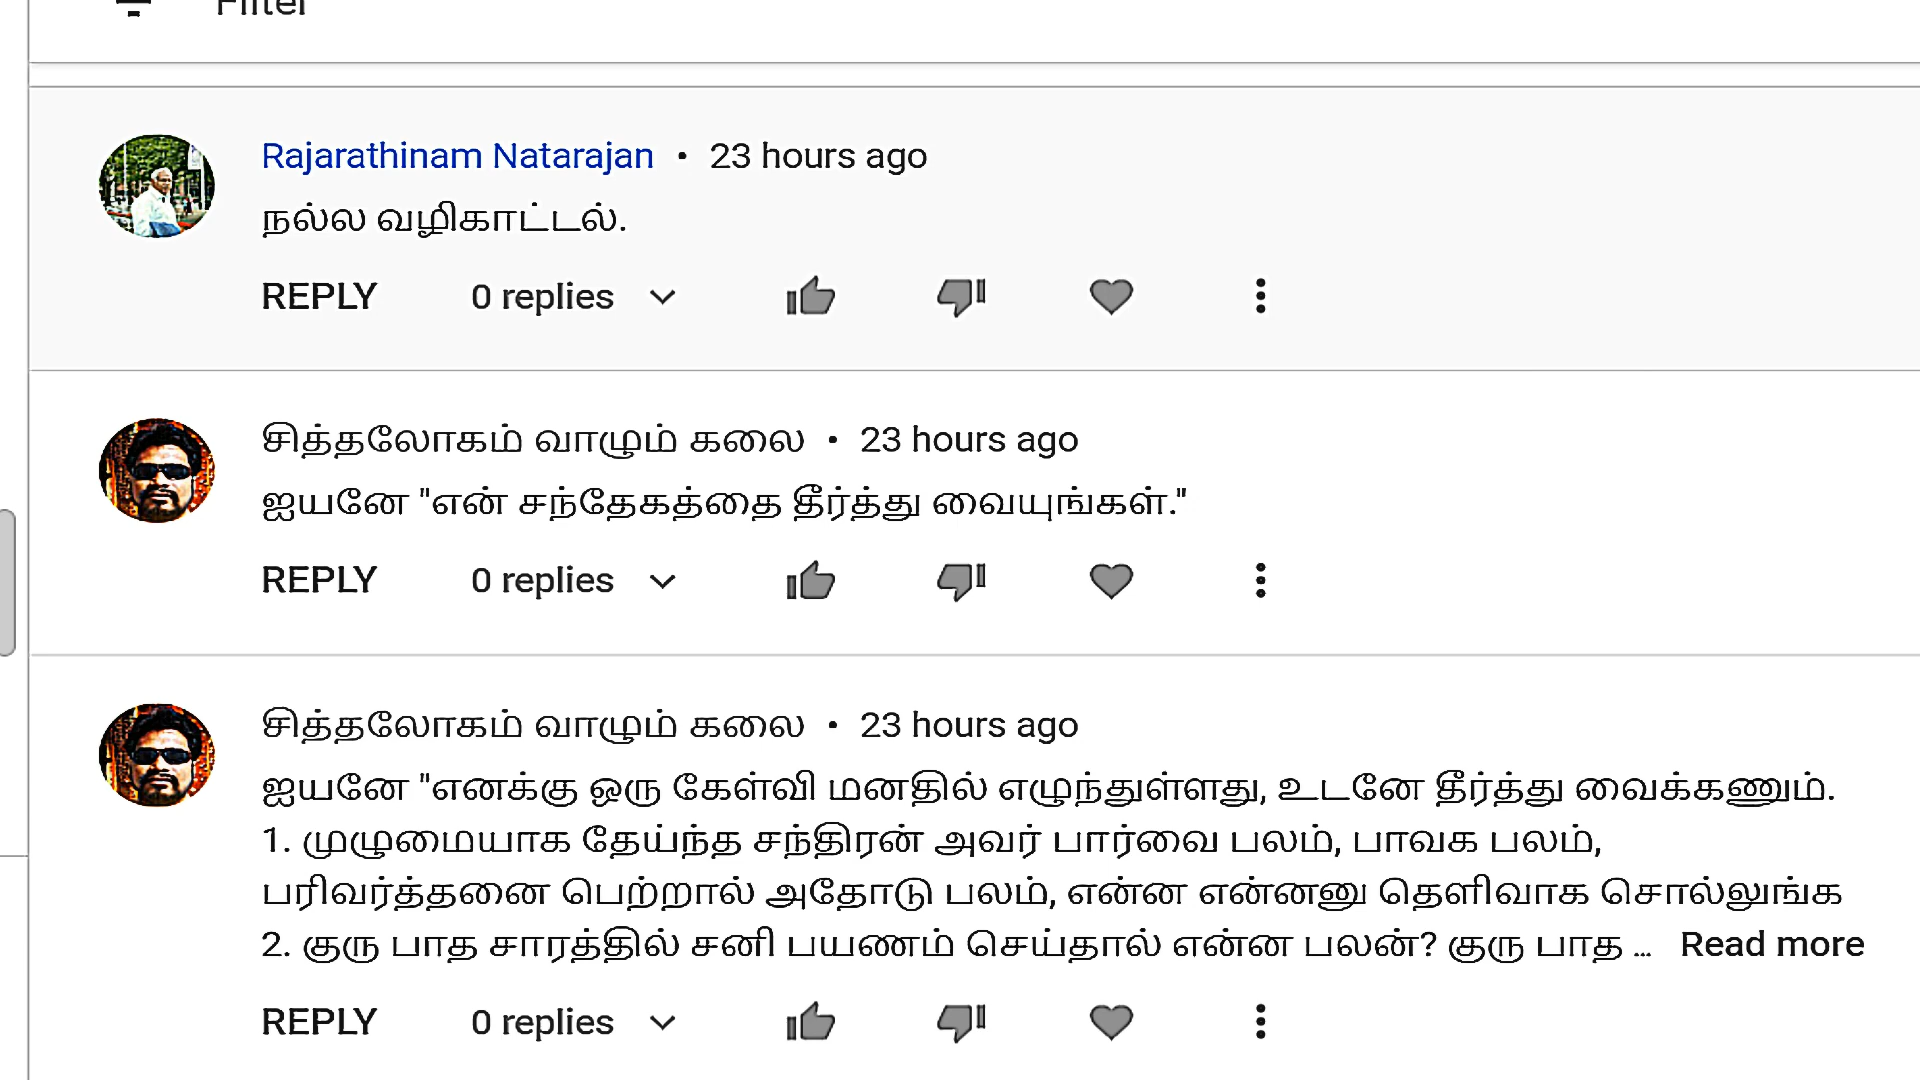 Filter
Rajarathinam Natarajan • 23 hours ago
நல்ல வழிகாட்டல்.
REPLY 0 replies
சித்தலோகம் வாழும் கலை • 23 hours ago
ஐயனே "என் சந்தேகத்தை தீர்த்து வையுங்கள்."
REPLY 0 replies
சித்தலோகம் வாழும் கலை • 23 hours ago
ஐயனே "எனக்கு ஒரு கேள்வி மனதில் எழுந்துள்ளது, உடனே தீர்த்து வைக்கணும்.
1. முழுமையாக தேய்ந்த சந்திரன் அவர் பார்வை பலம், பாவக பலம்,
பரிவர்த்தனை பெற்றால் அதோடு பலம், என்ன என்னனு தெளிவாக சொல்லுங்க
2. குரு பாத சாரத்தில் சனி பயணம் செய்தால் என்ன பலன்? குரு பாத ... Read more
REPLY 0 replies